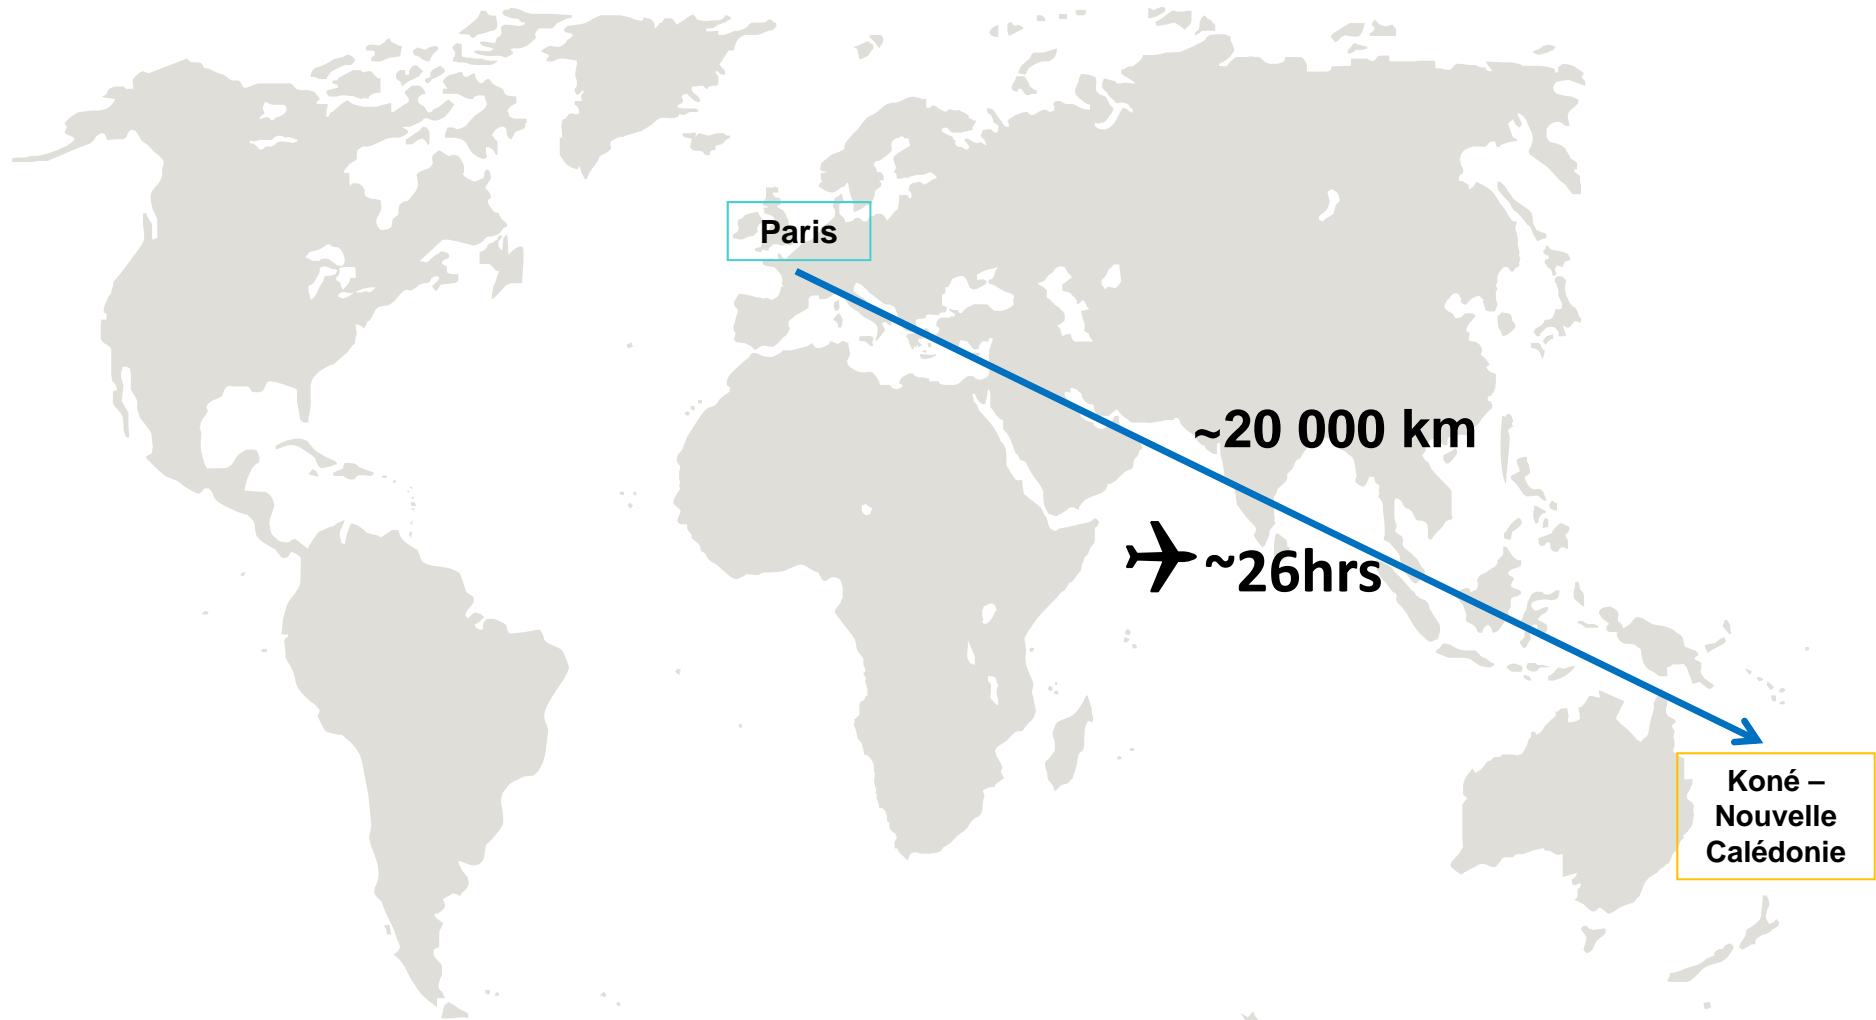 Paris
~20 000 km
~26hrs
Koné –
Nouvelle
Calédonie